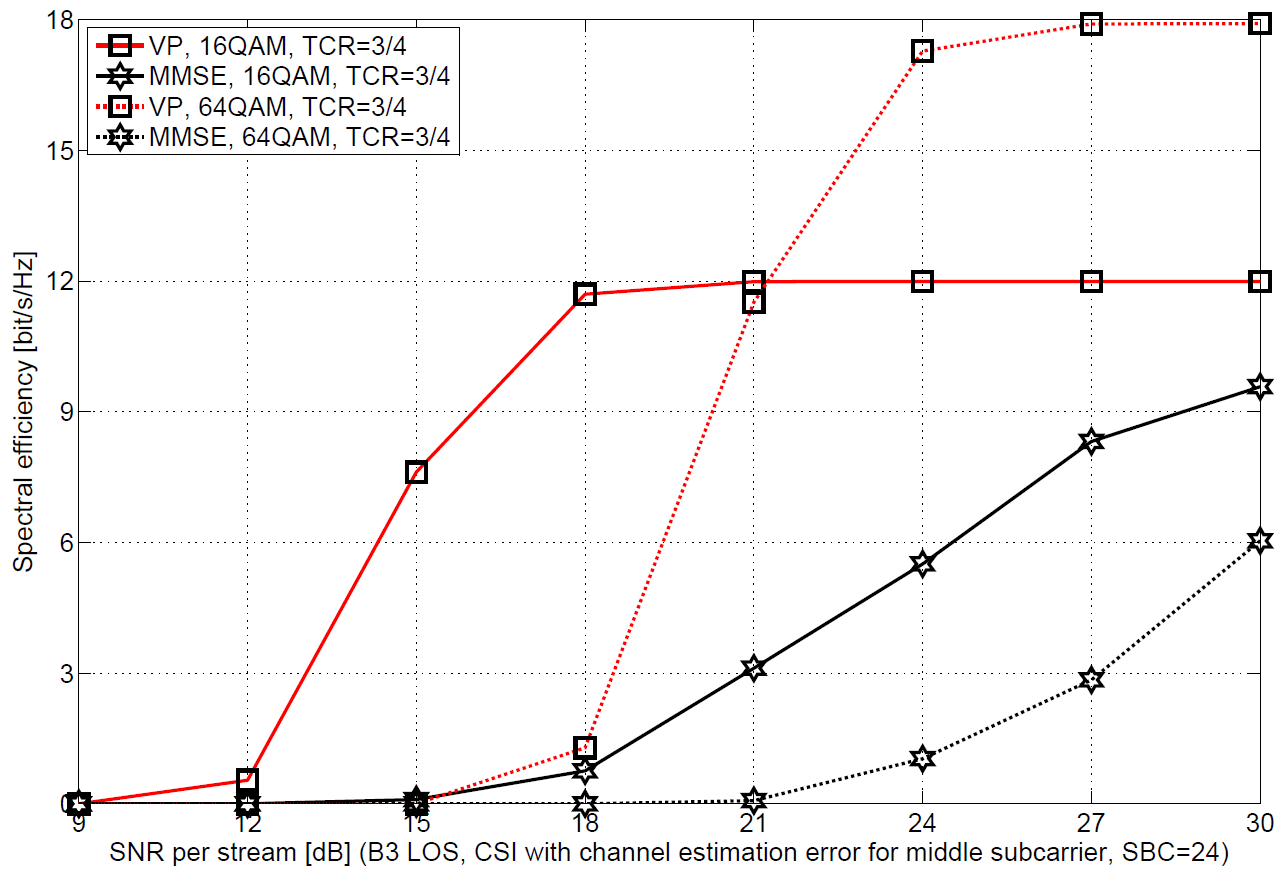 18
15
12
9
6
3
0
Spectral efficiency [bit/s/Hz]
VP, 16QAM, TCR=3/4
MMSE, 16QAM, TCR=3/4
VP, 64QAM, TCR=3/4
MMSE, 64QAM, TCR=3/4
9 12 15 18 21 24 27 30
SNR per stream [dB] (B3 LOS, CSI with channel estimation error for middle subcarrier, SBC=24)